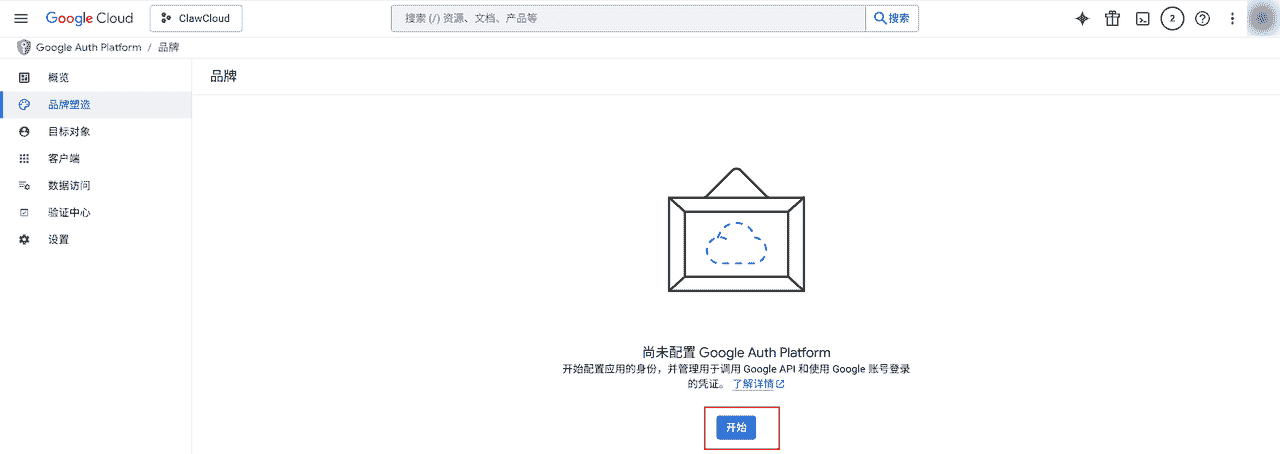 Google Cloud
ClawCloud
搜索 (/) 资源、文档、产品等
搜索
2
Google Auth Platform / 品牌
概览
品牌塑造
目标对象
客户端
数据访问
验证中心
设置
品牌
尚未配置 Google Auth Platform
开始配置应用的身份，并管理用于调用 Google API 和使用 Google 账号登录
的凭证。 了解详情
开始